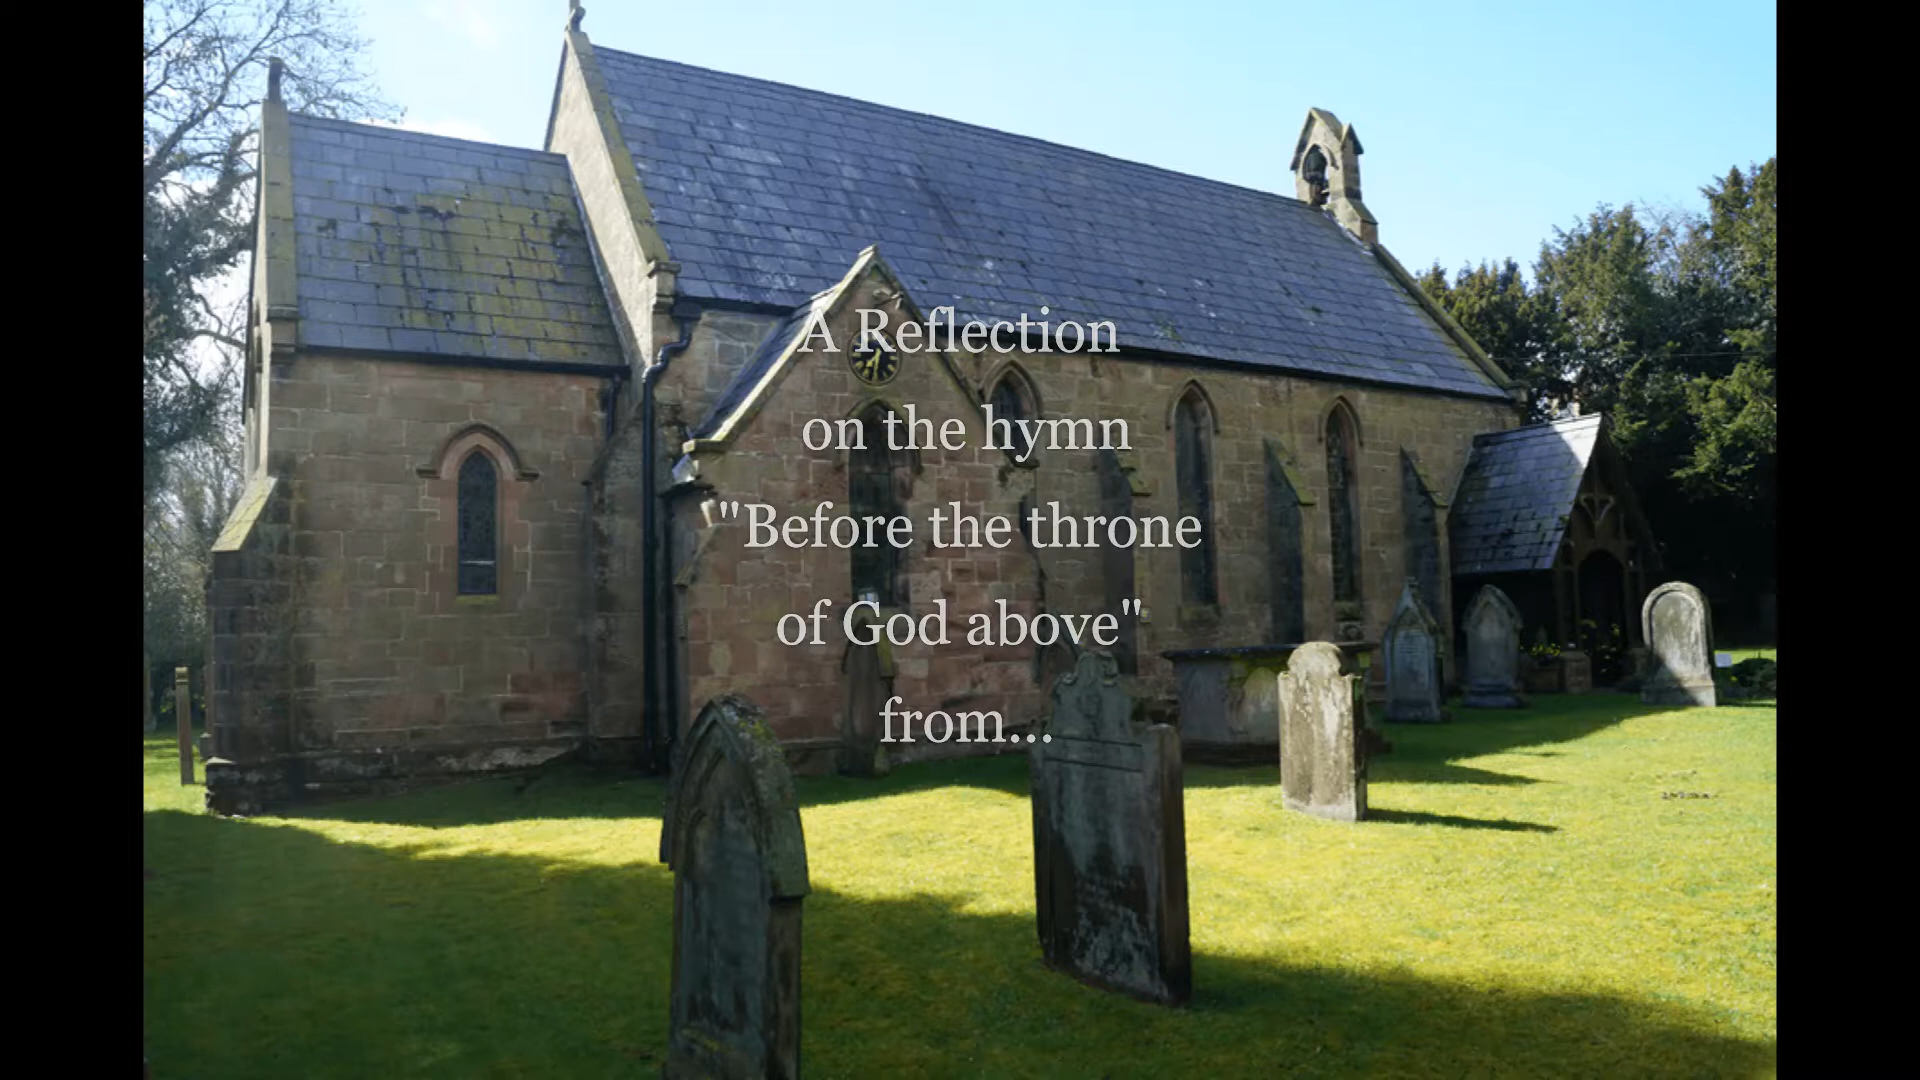 A Reflection
on the hymn
"Before the throne
of God above"
from...